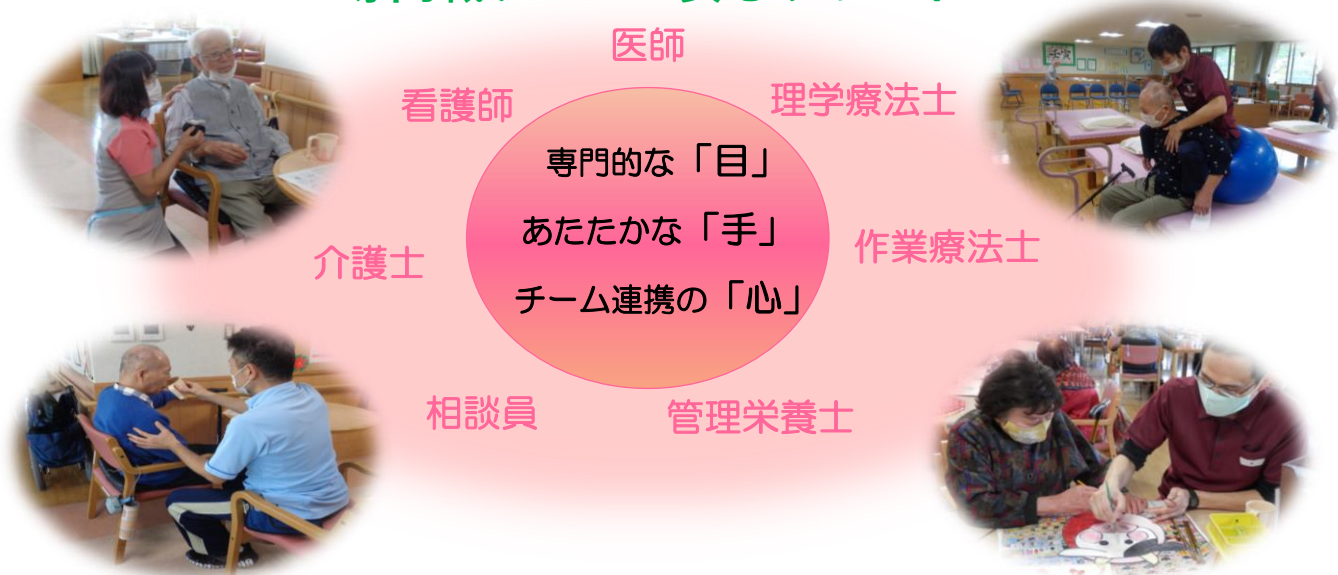 医師
看護師
理学療法士
専門的な「目」
あたたかな「手」
チーム連携の「心」
介護士
作業療法士
相談員
管理栄養士